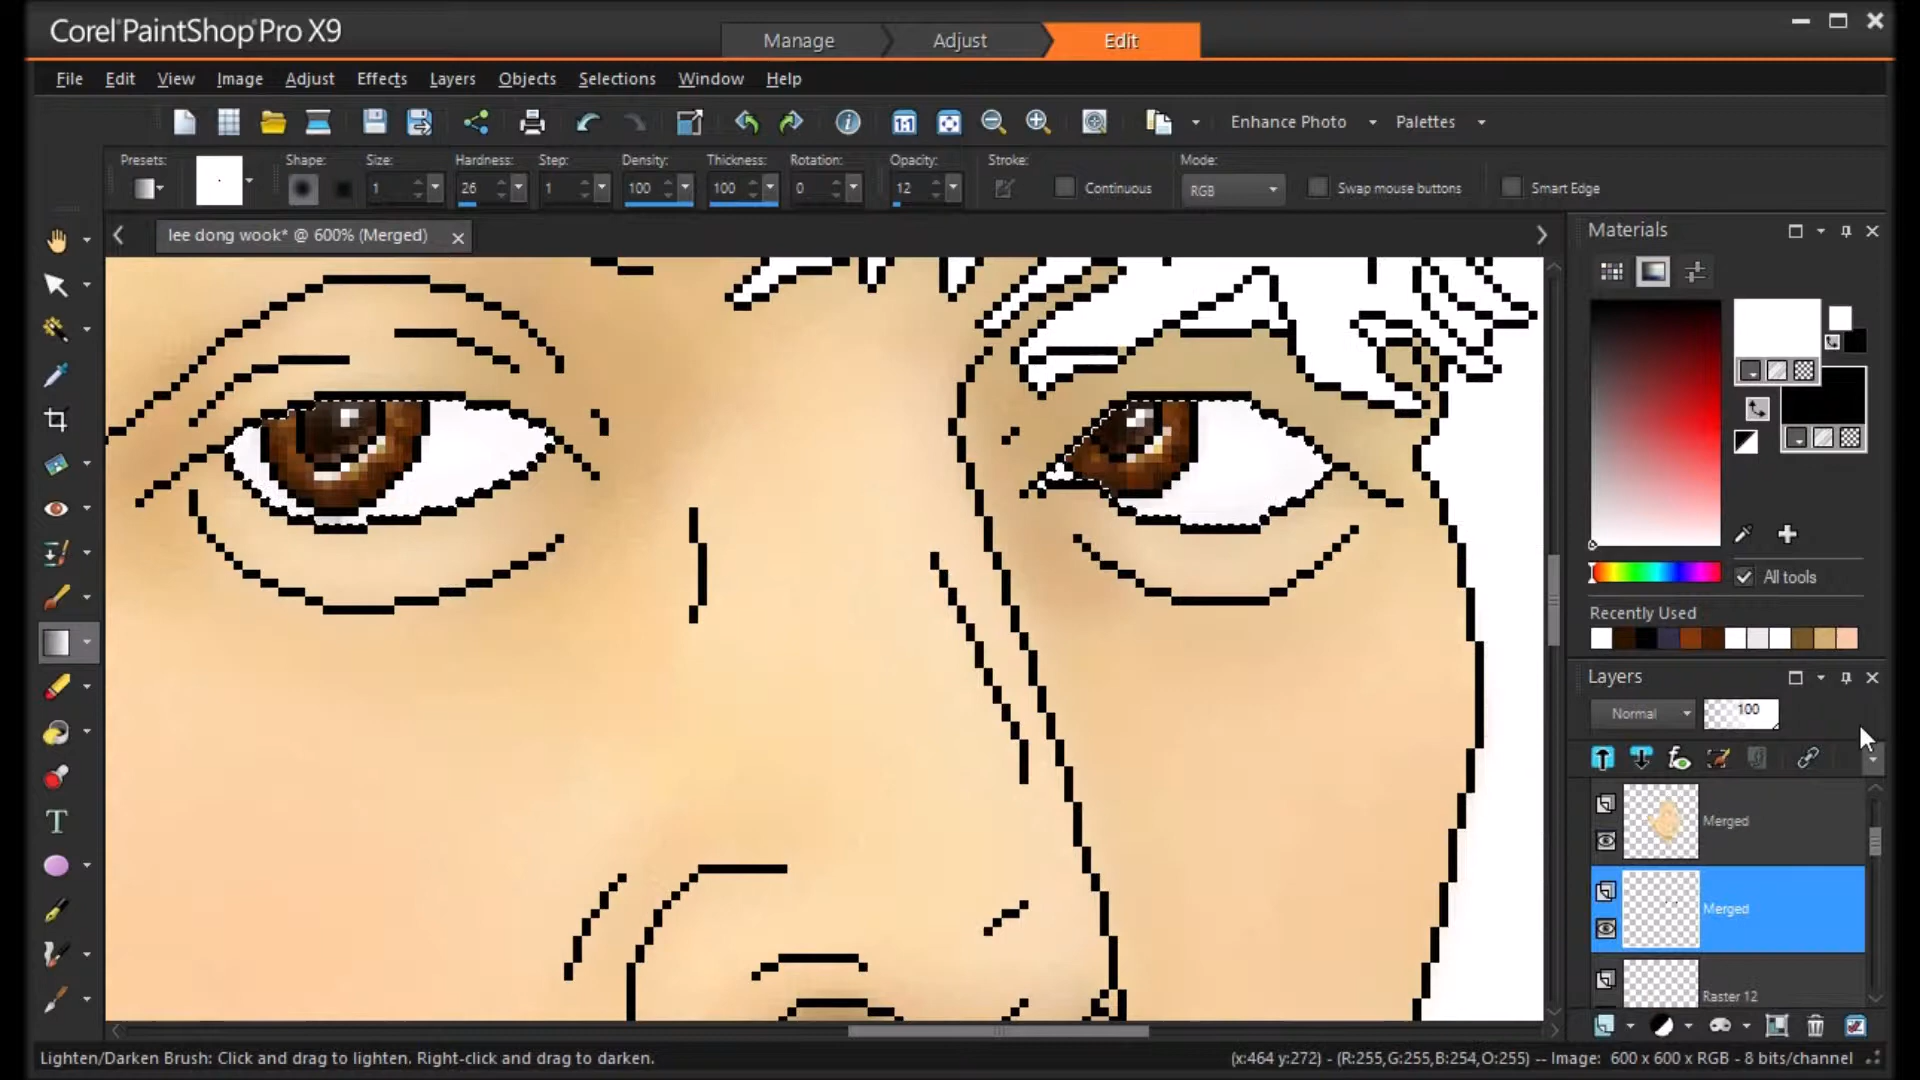 Corel PaintShop Pro X9
Manage Adjust Edit
File Edit View Image Adjust Effects Layers Objects Selections Window Help
1:1 Enhance Photo Palettes
Presets: Shape: Size: Hardness: Step: Density: Thickness: Rotation: Opacity: Stroke: Mode:
1 26 1 100 100 0 12 Continuous RGB Swap mouse buttons Smart Edge
lee dong wook* @ 600% (Merged)
Materials
All tools
Recently Used
Layers
Normal 100
Merged
Merged
Raster 12
Lighten/Darken Brush: Click and drag to lighten. Right-click and drag to darken.
(x:464 y:272) - (R:255,G:255,B:254,O:255) -- Image: 600 x 600 x RGB - 8 bits/channel